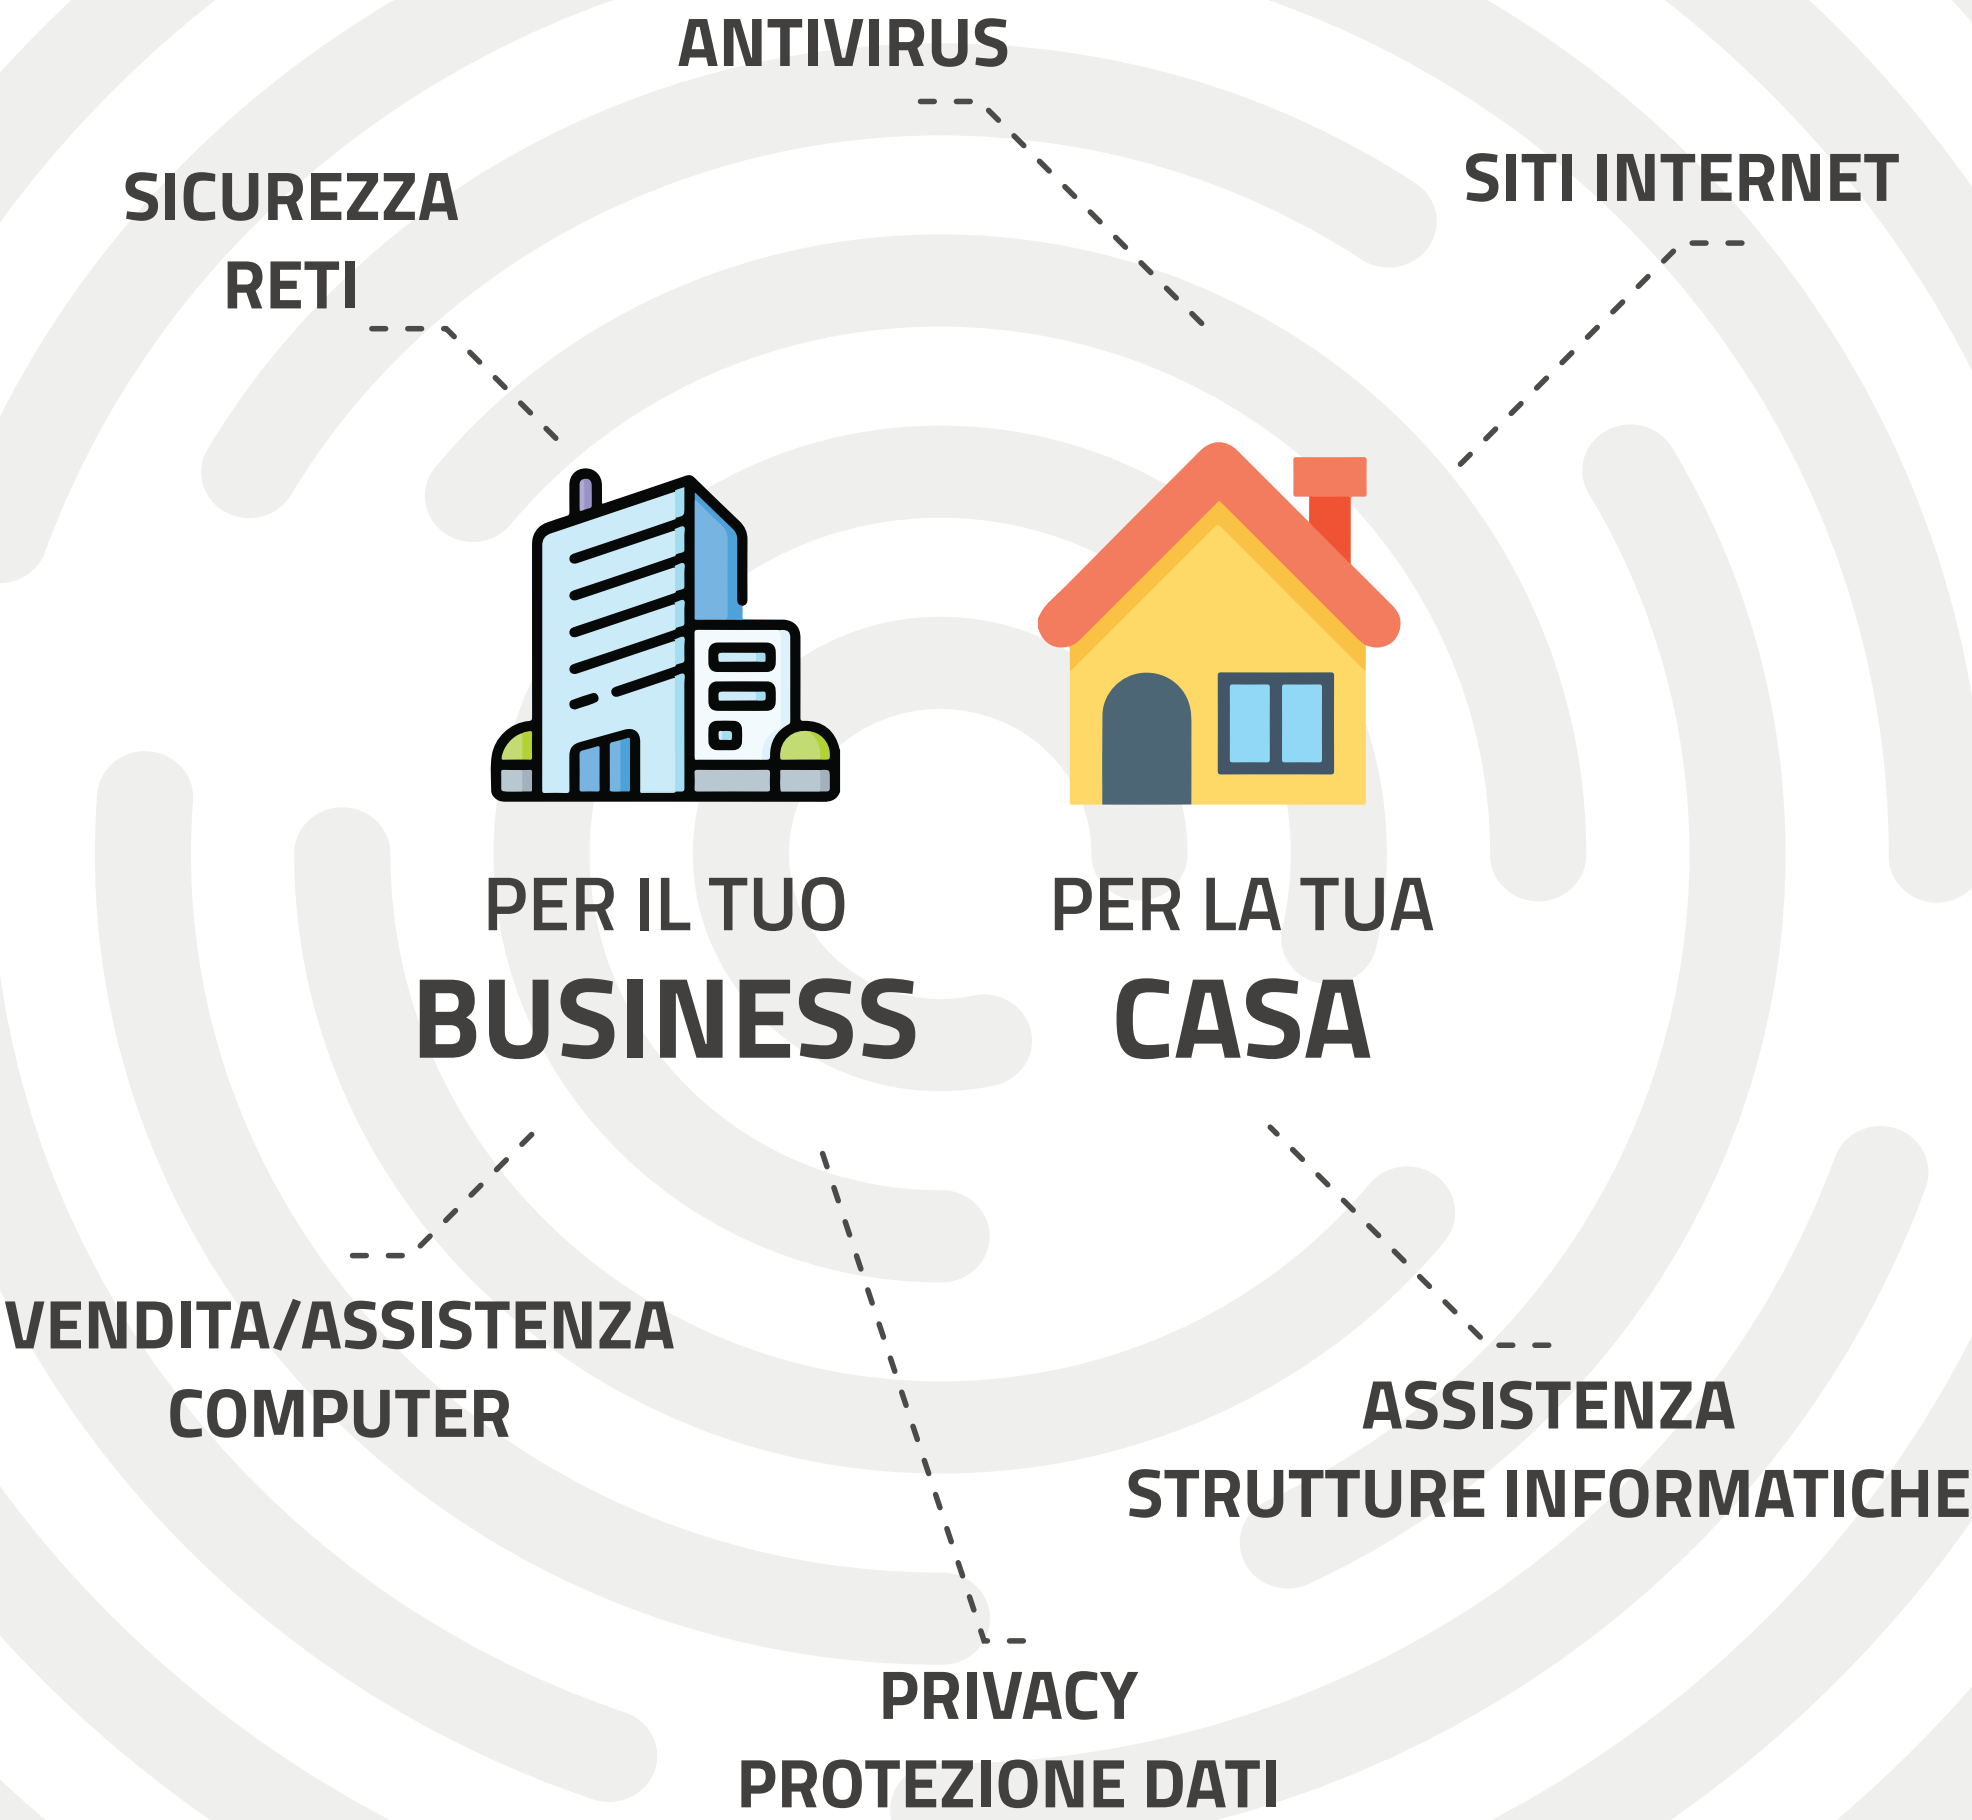 ANTIVIRUS
SITI INTERNET
SICUREZZA
RETI
PER IL TUO
BUSINESS
PER LA TUA
CASA
VENDITA/ASSISTENZA
COMPUTER
ASSISTENZA
STRUTTURE INFORMATICHE
PRIVACY
PROTEZIONE DATI